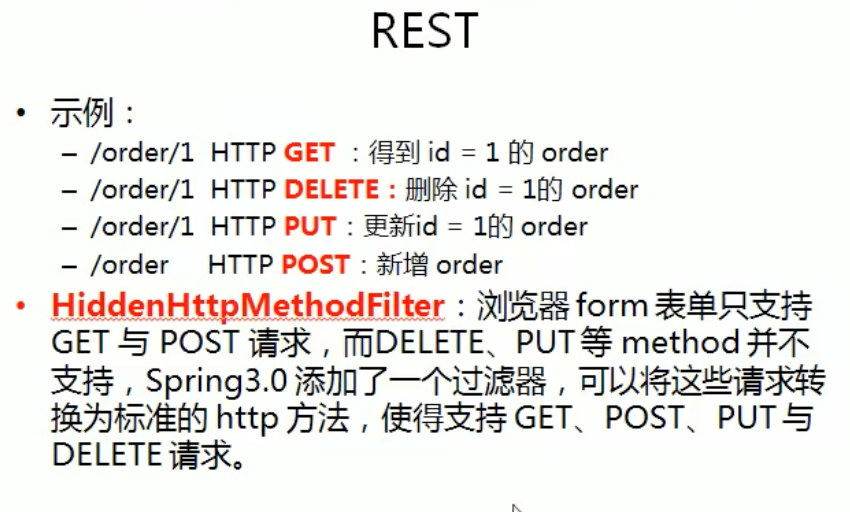 REST
• 示例：
– /order/1 HTTP GET ：得到 id = 1 的 order
– /order/1 HTTP DELETE：删除 id = 1的 order
– /order/1 HTTP PUT：更新id = 1的 order
– /order HTTP POST：新增 order
• HiddenHttpMethodFilter：浏览器 form 表单只支持
GET 与 POST 请求，而DELETE、PUT 等 method 并不
支持，Spring3.0 添加了一个过滤器，可以将这些请求转
换为标准的 http 方法，使得支持 GET、POST、PUT 与
DELETE 请求。